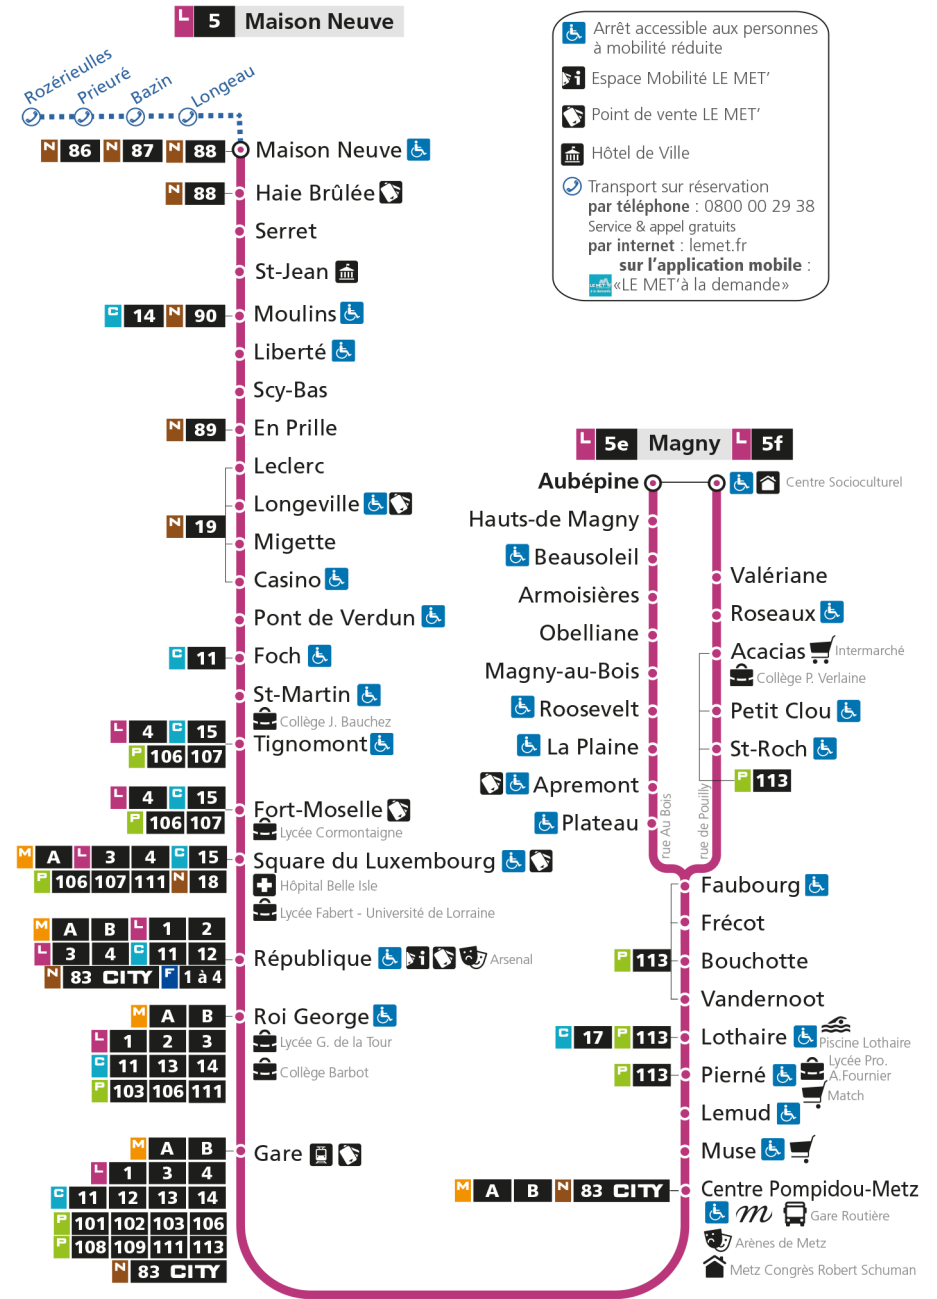 L 5 Maison Neuve
Rozérieulles
Prieuré
Bazin
Longeau
N 86 N 87 N 88 Maison Neuve
N 88 Haie Brûlée
Serret
St-Jean
C 14 N 90 Moulins
Liberté
Scy-Bas
N 89 En Prille
Leclerc
Longeville
N 19
Migette
Casino
Pont de Verdun
C 11 Foch
St-Martin
Collège J. Bauchez
L 4 C 15
P 106 107
Tignomont
L 4 C 15
P 106 107
Fort-Moselle
Lycée Cormontaigne
M A L 3 4 C 15
P 106 107 111 N 18
Square du Luxembourg
Hôpital Belle Isle
Lycée Fabert - Université de Lorraine
M A B L 1 2
L 3 4 C 11 12
N 83 CITY F 1 à 4
République
Arsenal
M A B
L 1 2 3
C 11 13 14
P 103 106 111
Roi George
Lycée G. de la Tour
Collège Barbot
M A B
L 1 3 4
C 11 12 13 14
P 101 102 103 106
P 108 109 111 113
N 83 CITY
Gare
Arrêt accessible aux personnes
à mobilité réduite
Espace Mobilité LE MET'
Point de vente LE MET'
Hôtel de Ville
Transport sur réservation
par téléphone : 0800 00 29 38
Service & appel gratuits
par internet : lemet.fr
sur l'application mobile :
«LE MET'à la demande»
L 5e Magny L 5f
Aubépine
Centre Socioculturel
Hauts-de Magny
Beausoleil
Armoisières
Obelliane
Magny-au-Bois
Roosevelt
La Plaine
Apremont
Plateau
rue Au Bois
Valériane
Roseaux
Acacias
Intermarché
Collège P. Verlaine
Petit Clou
St-Roch
P 113
rue de Pouilly
Faubourg
Frécot
P 113 Bouchotte
Vandernoot
C 17 P 113 Lothaire
Piscine Lothaire
P 113 Pierné
Lycée Pro.
A.Fournier
Match
Lemud
Muse
M A B N 83 CITY Centre Pompidou-Metz
m
Gare Routière
Arènes de Metz
Metz Congrès Robert Schuman